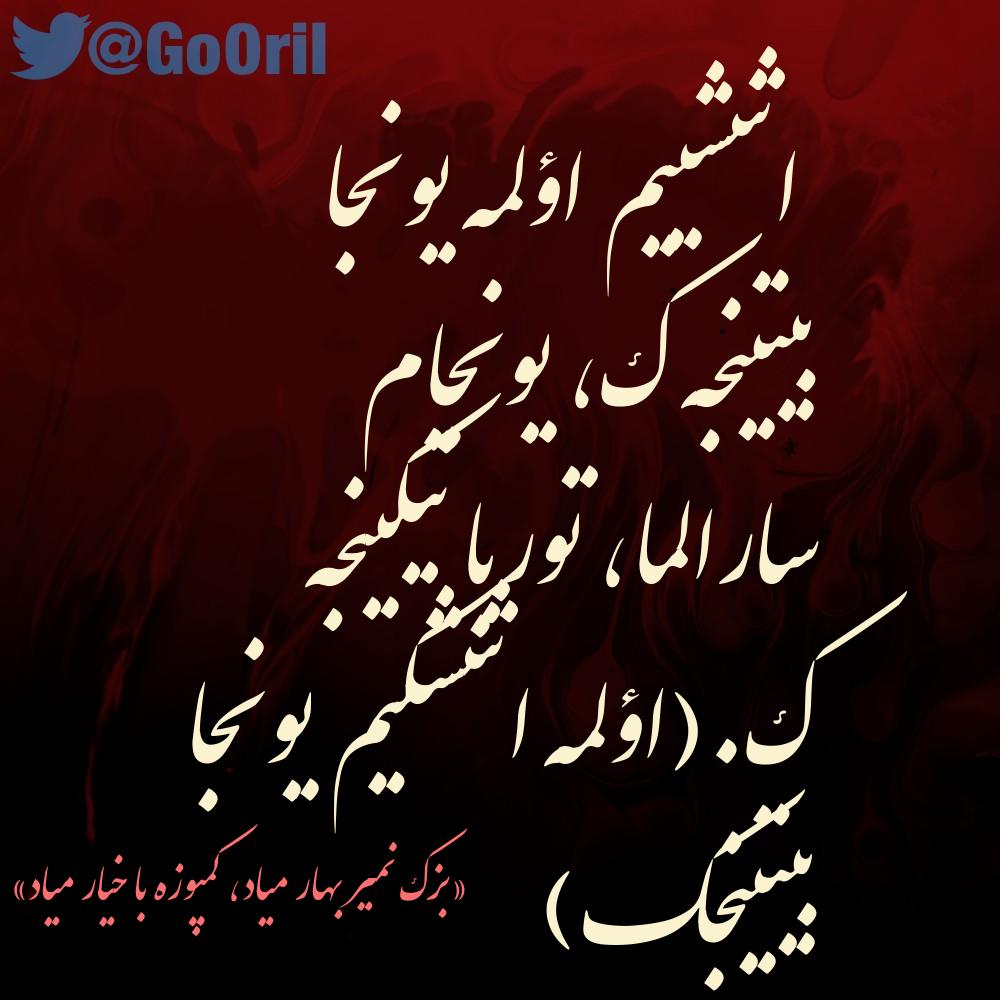 @GoOril
اششییم اؤلمه یونجا
بیتینجه ک، یونجام
سارالما، توربا تیکینجه
ک. (اؤلمه اششکیم یونجا
بیتینجک)
«بزک نمیر بهار میاد، کمپوزه با خیار میاد»